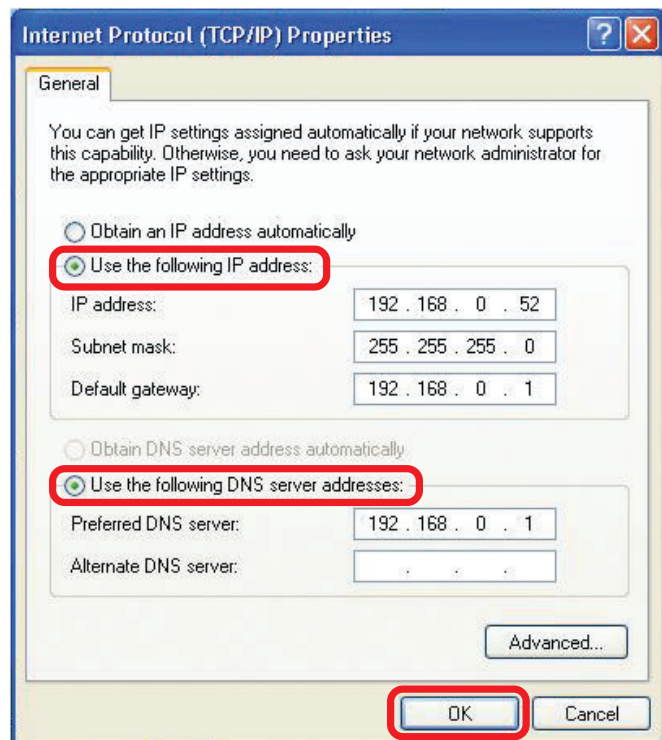 Internet Protocol (TCP/IP) Properties
General
You can get IP settings assigned automatically if your network supports
this capability. Otherwise, you need to ask your network administrator for
the appropriate IP settings.
Obtain an IP address automatically
Use the following IP address:
IP address: 192 . 168 . 0 . 52
Subnet mask: 255 . 255 . 255 . 0
Default gateway: 192 . 168 . 0 . 1
Obtain DNS server address automatically
Use the following DNS server addresses:
Preferred DNS server: 192 . 168 . 0 . 1
Alternate DNS server: . . .
Advanced...
OK Cancel